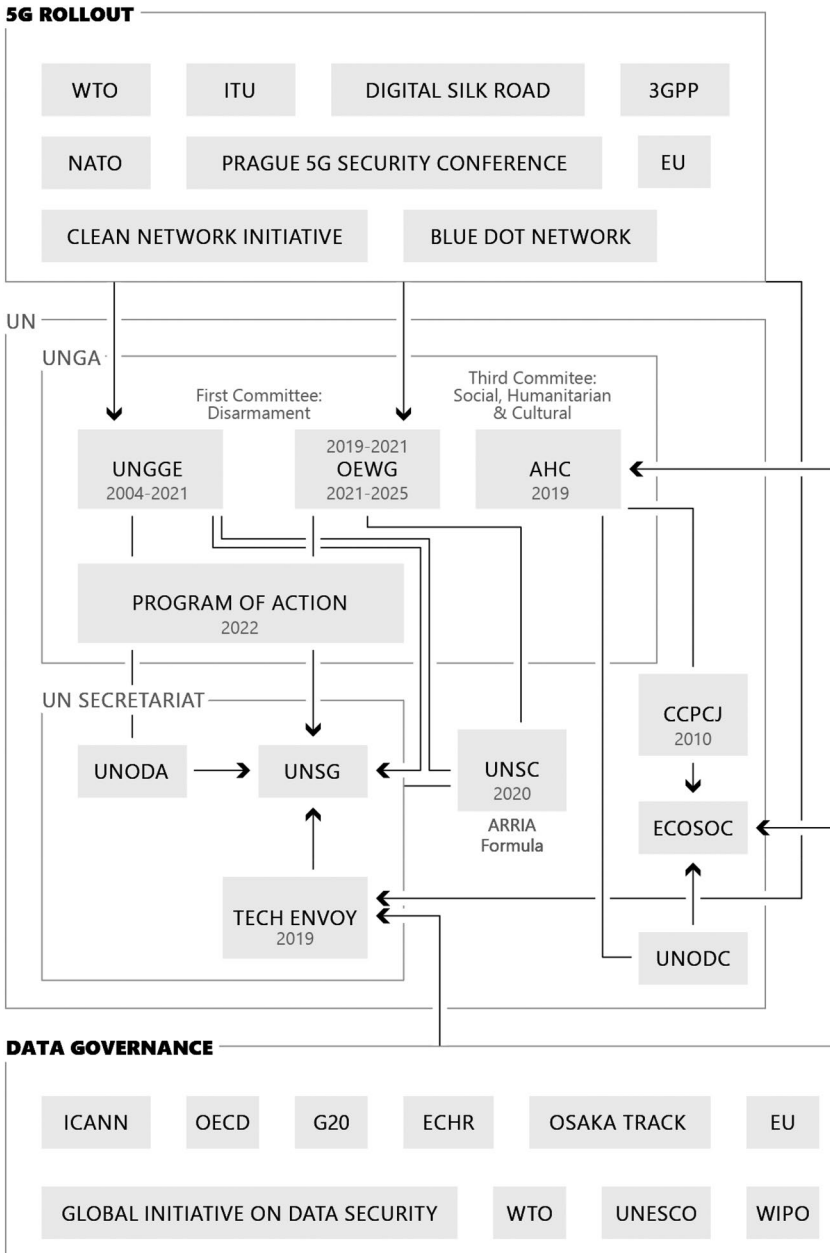 5G ROLLOUT
WTO
ITU
DIGITAL SILK ROAD
3GPP
NATO
PRAGUE 5G SECURITY CONFERENCE
EU
CLEAN NETWORK INITIATIVE
BLUE DOT NETWORK
UN
UNGA
First Committee:
Disarmament
Third Commitee:
Social, Humanitarian
& Cultural
UNGGE
2004-2021
2019-2021
OEWG
2021-2025
AHC
2019
PROGRAM OF ACTION
2022
UN SECRETARIAT
UNODA
UNSG
UNSC
2020
ARRIA
Formula
CCPCJ
2010
ECOSOC
TECH ENVOY
2019
UNODC
DATA GOVERNANCE
ICANN
OECD
G20
ECHR
OSAKA TRACK
EU
GLOBAL INITIATIVE ON DATA SECURITY
WTO
UNESCO
WIPO